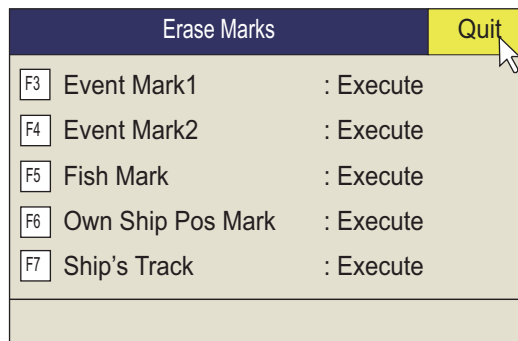 Erase Marks Quit
F3 Event Mark1 : Execute
F4 Event Mark2 : Execute
F5 Fish Mark : Execute
F6 Own Ship Pos Mark : Execute
F7 Ship's Track : Execute